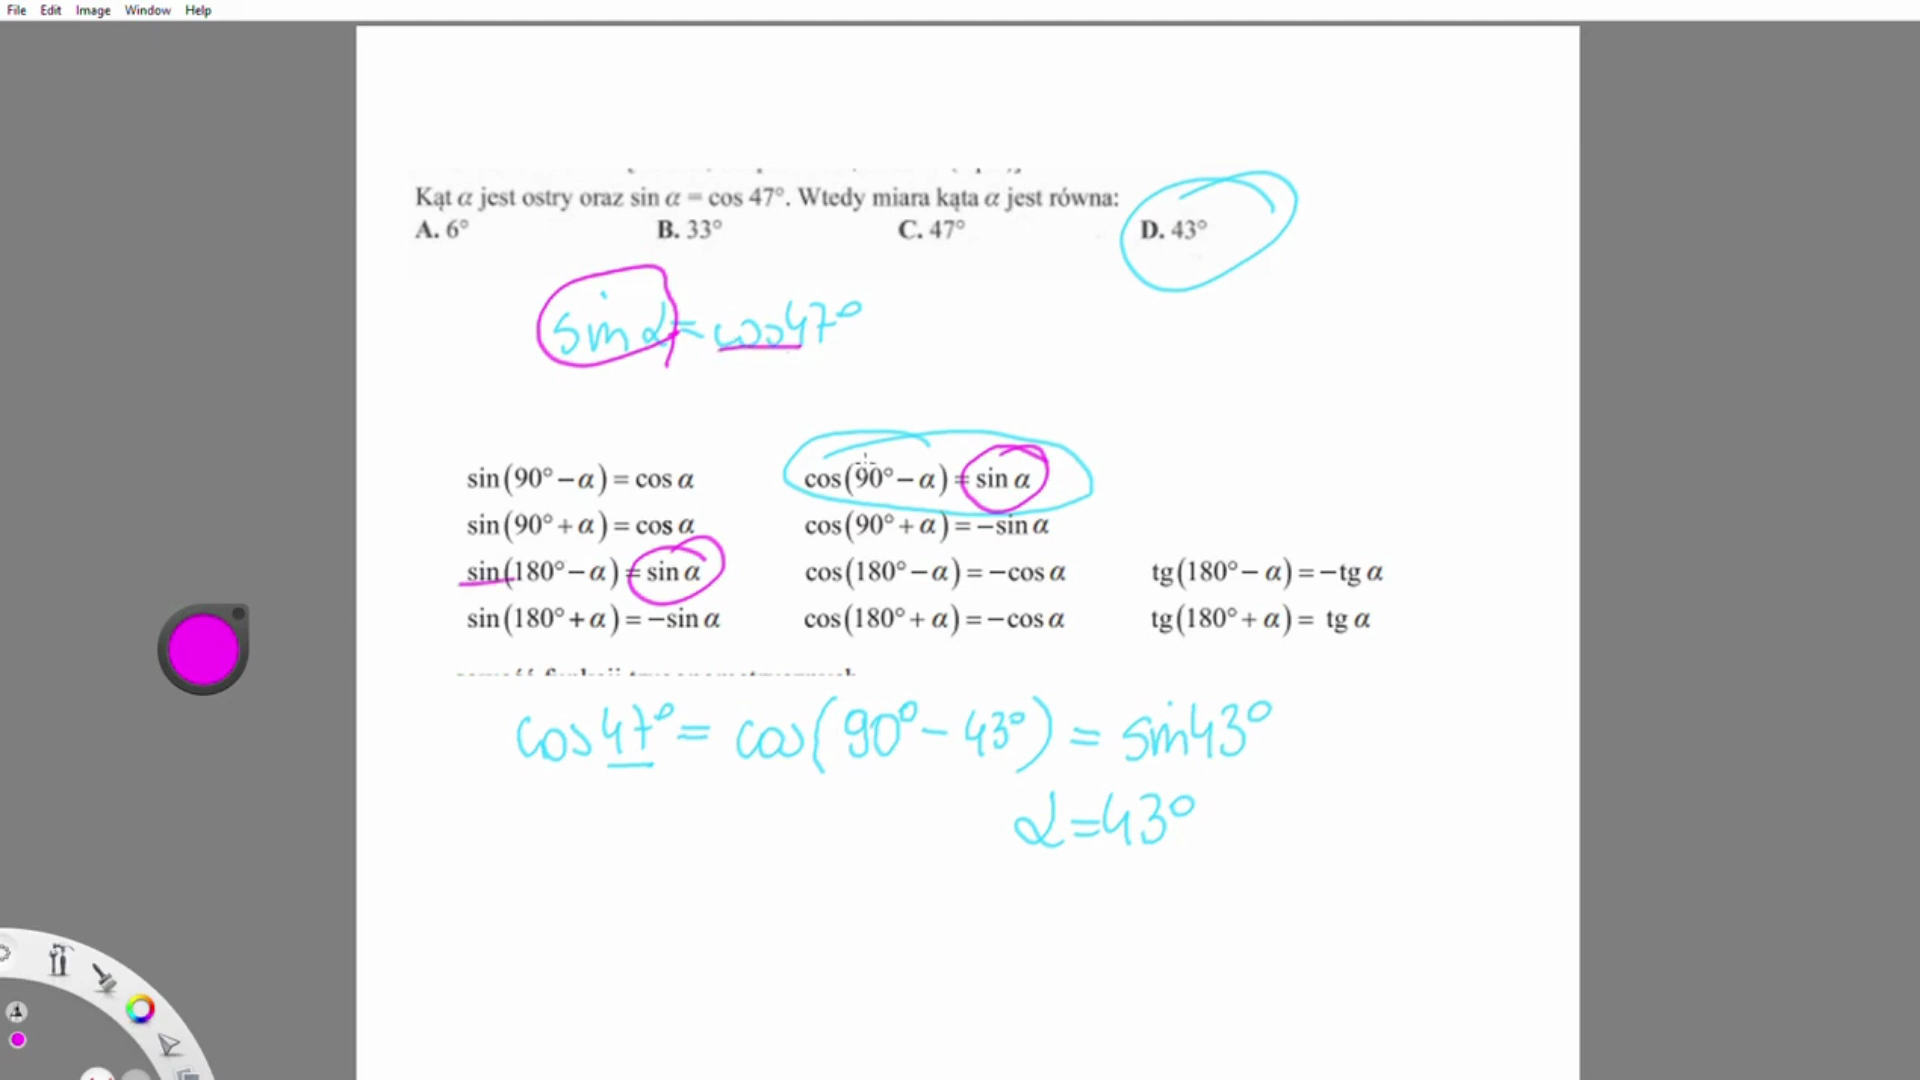 File Edit Image Window Help
Kąt α jest ostry oraz sin α = cos 47°. Wtedy miara kąta α jest równa:
A. 6° B. 33° C. 47° D. 43°
sin α = cos 47°
sin(90° − α) = cos α cos(90° − α) = sin α
sin(90° + α) = cos α cos(90° + α) = −sin α
sin(180° − α) = sin α cos(180° − α) = −cos α tg(180° − α) = −tg α
sin(180° + α) = −sin α cos(180° + α) = −cos α tg(180° + α) = tg α
cos 47° = cos(90° − 43°) = sin 43°
α = 43°